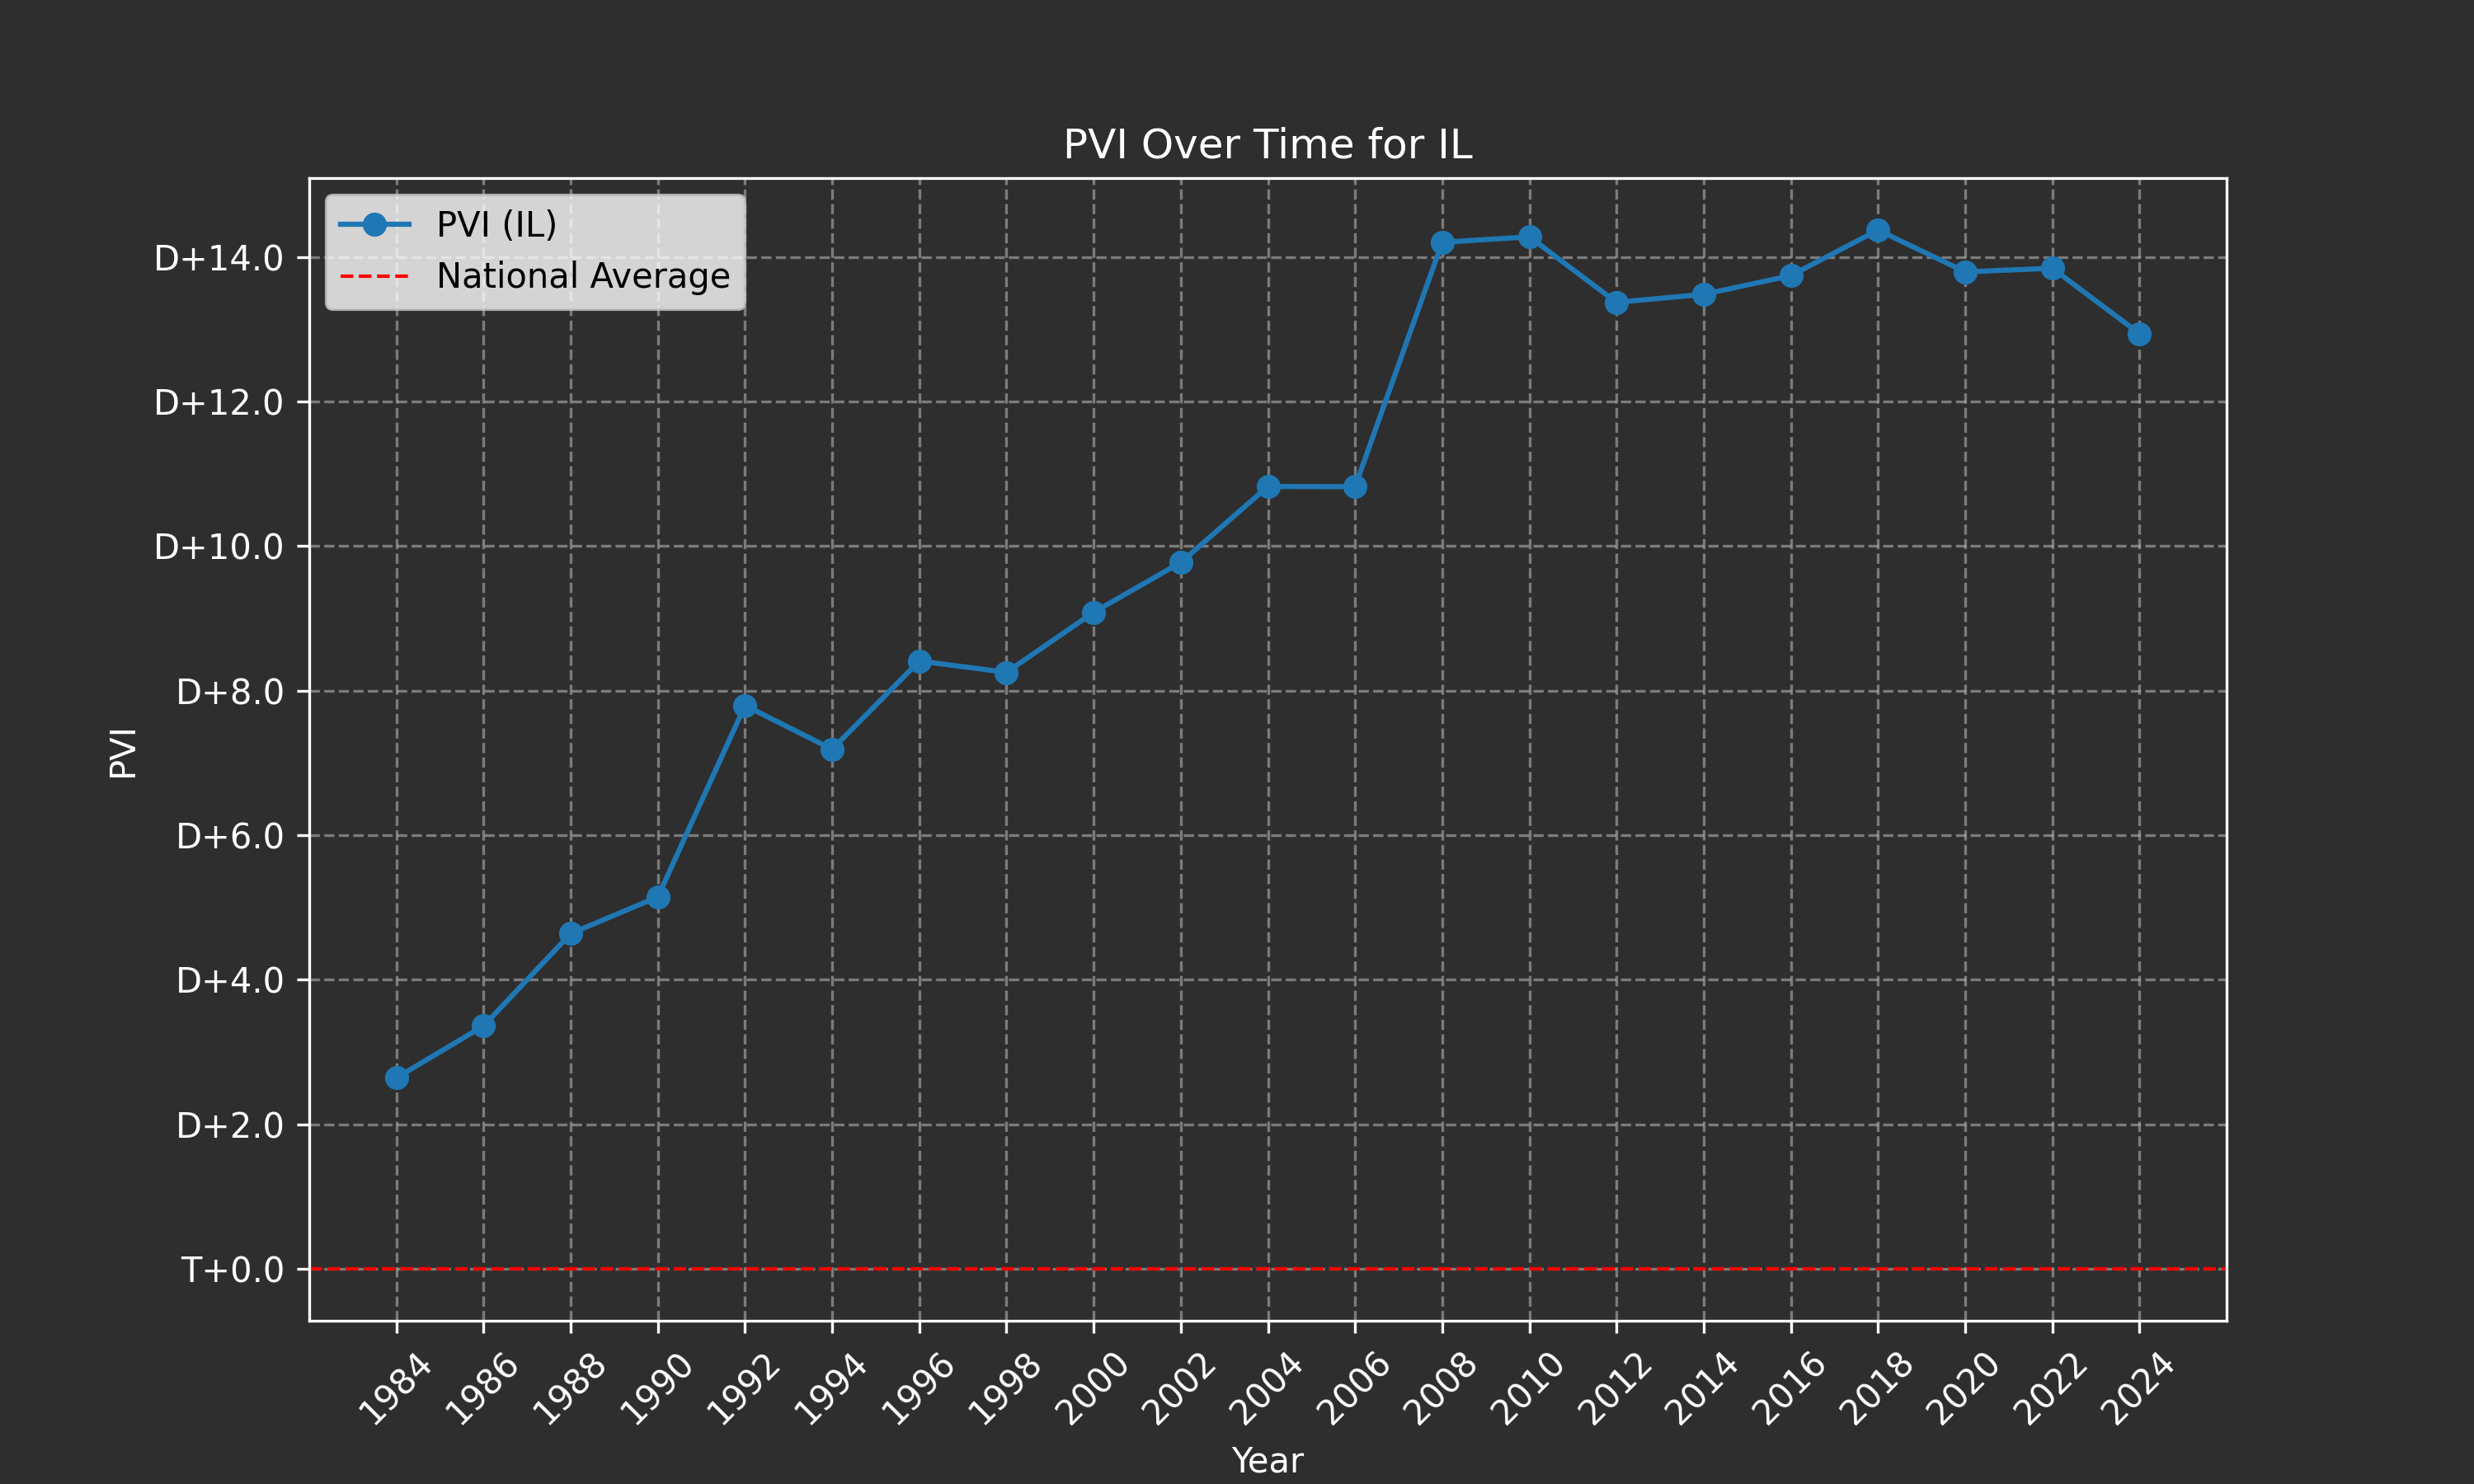 PVI Over Time for IL
PVI (IL)
National Average
D+14.0
D+12.0
D+10.0
D+8.0
D+6.0
D+4.0
D+2.0
T+0.0
PVI
1984
1986
1988
1990
1992
1994
1996
1998
2000
2002
2004
2006
2008
2010
2012
2014
2016
2018
2020
2022
2024
Year